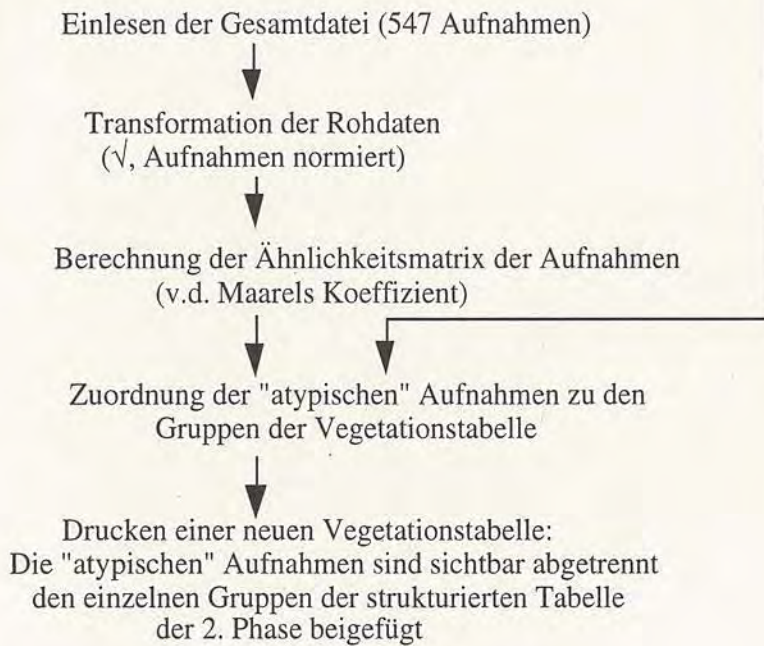 Einlesen der Gesamtdatei (547 Aufnahmen)
Transformation der Rohdaten
(√, Aufnahmen normiert)
Berechnung der Ähnlichkeitsmatrix der Aufnahmen
(v.d. Maarels Koeffizient)
Zuordnung der "atypischen" Aufnahmen zu den
Gruppen der Vegetationstabelle
Drucken einer neuen Vegetationstabelle:
Die "atypischen" Aufnahmen sind sichtbar abgetrennt
den einzelnen Gruppen der strukturierten Tabelle
der 2. Phase beigefügt